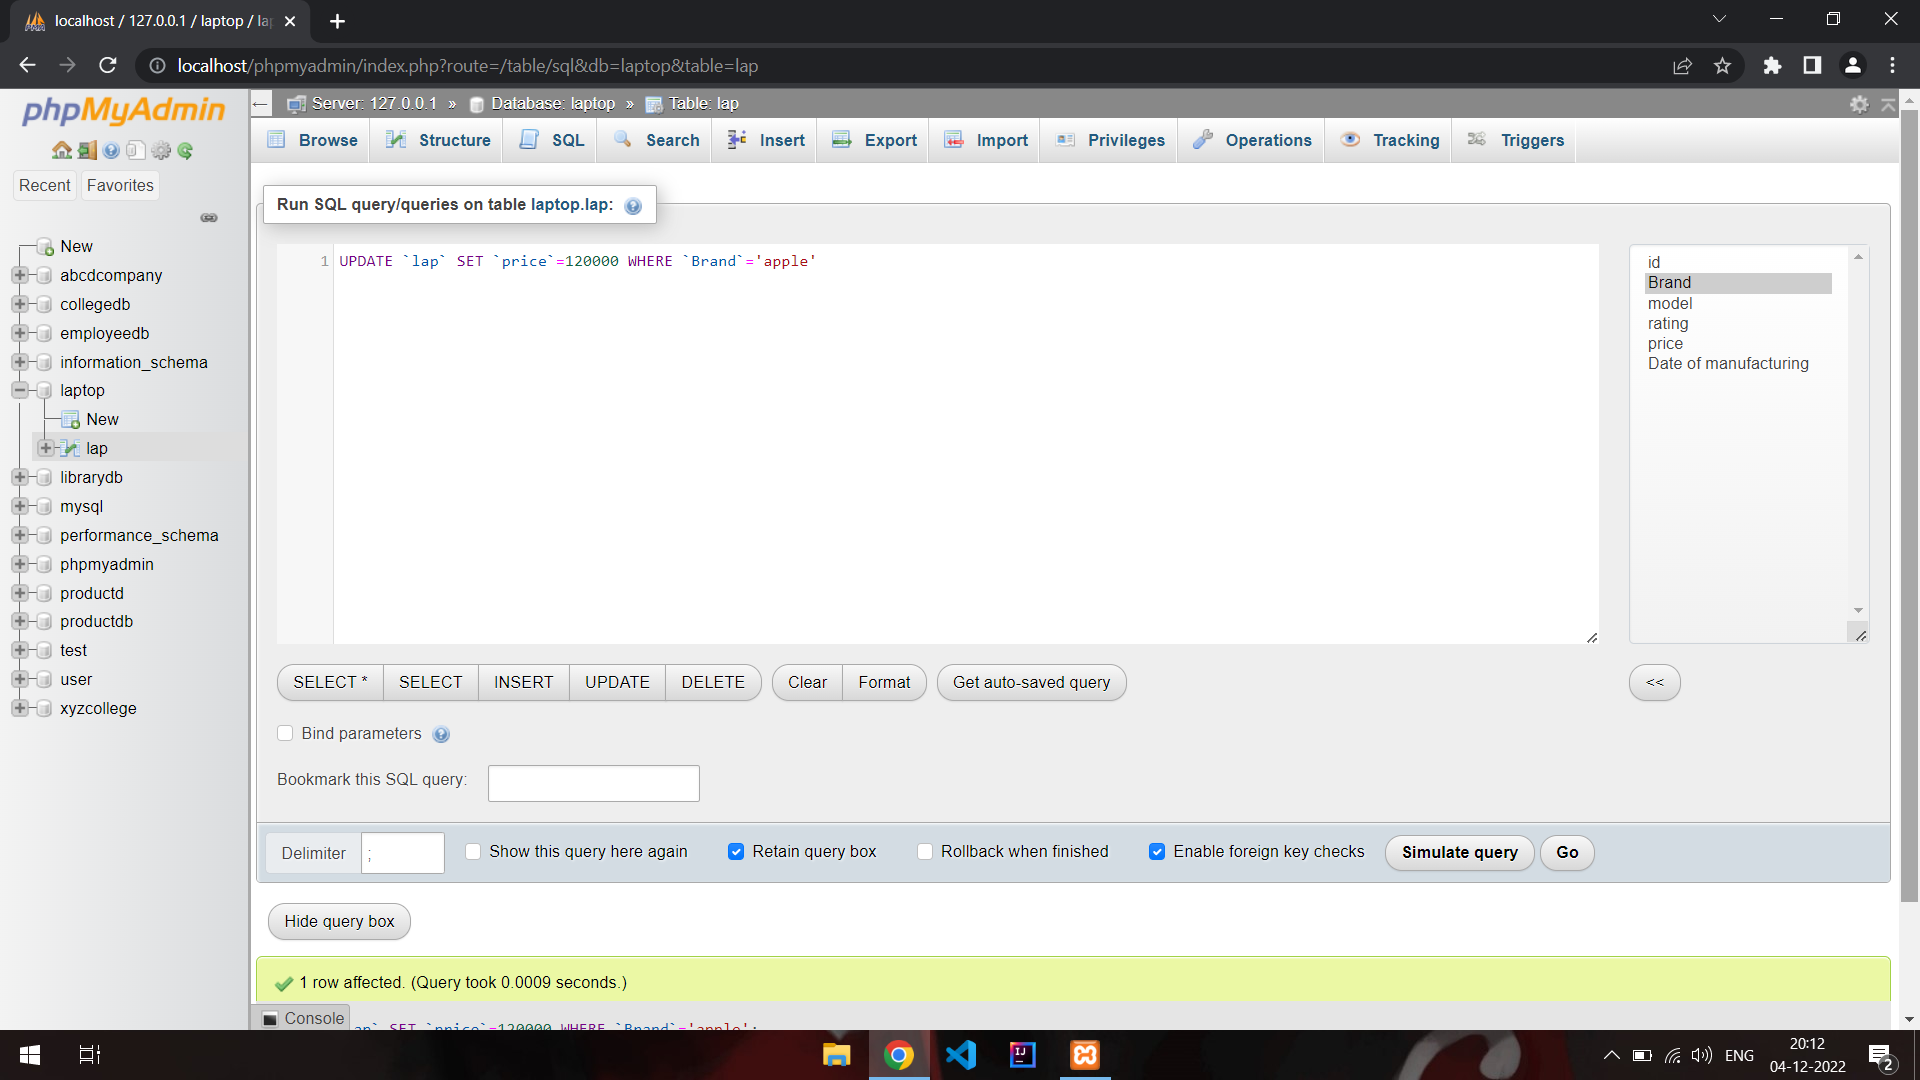 localhost / 127.0.0.1 / laptop / la
localhost/phpmyadmin/index.php?route=/table/sql&db=laptop&table=lap
phpMyAdmin
Recent
Favorites
New
abcdcompany
collegedb
employeedb
information_schema
laptop
New
lap
librarydb
mysql
performance_schema
phpmyadmin
productd
productdb
test
user
xyzcollege
Server: 127.0.0.1 » Database: laptop » Table: lap
Browse Structure SQL Search Insert Export Import Privileges Operations Tracking Triggers
Run SQL query/queries on table laptop.lap:
1 UPDATE `lap` SET `price`=120000 WHERE `Brand`='apple'
id
Brand
model
rating
price
Date of manufacturing
SELECT * SELECT INSERT UPDATE DELETE Clear Format Get auto-saved query <<
Bind parameters
Bookmark this SQL query:
Delimiter ; Show this query here again Retain query box Rollback when finished Enable foreign key checks Simulate query Go
Hide query box
1 row affected. (Query took 0.0009 seconds.)
Console
SET `price`=120000 WHERE `Brand`='apple';
ENG
20:12
04-12-2022
2